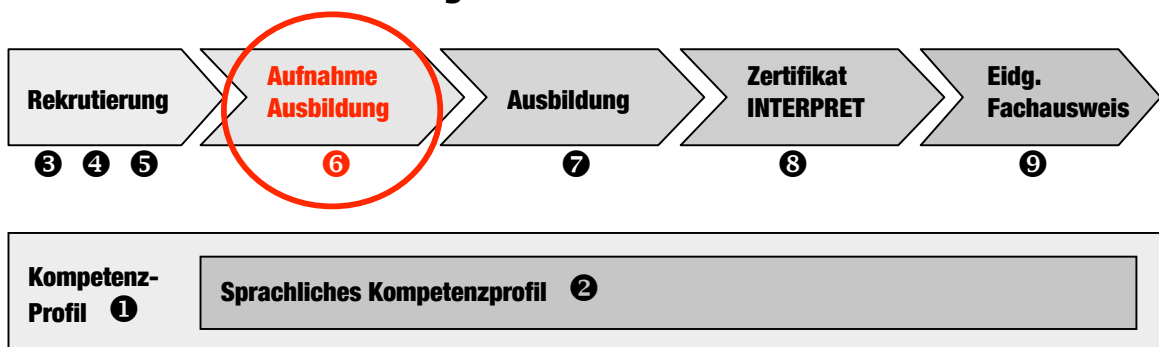 Rekrutierung
❸ ❹ ❺
Aufnahme
Ausbildung
❻
Ausbildung
❼
Zertifikat
INTERPRET
❽
Eidg.
Fachausweis
❾
Kompetenz-
Profil ❶
Sprachliches Kompetenzprofil ❷